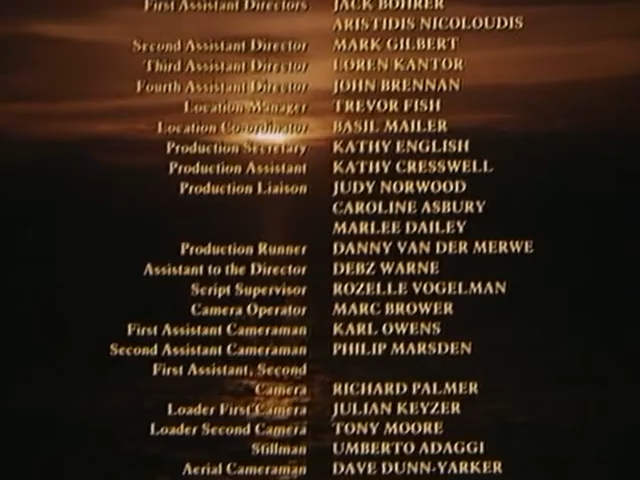 First Assistant Directors JACK BOHRER
ARISTIDIS NICOLOUDIS
Second Assistant Director MARK GILBERT
Third Assistant Director LOREN KANTOR
Fourth Assistant Director JOHN BRENNAN
Location Manager TREVOR FISH
Location Co-ordinator BASIL MAILER
Production Secretary KATHY ENGLISH
Production Assistant KATHY CRESSWELL
Production Liaison JUDY NORWOOD
CAROLINE ASBURY
MARLEE DAILEY
Production Runner DANNY VAN DER MERWE
Assistant to the Director DEBZ WARNE
Script Supervisor ROZELLE VOGELMAN
Camera Operator MARC BROWER
First Assistant Cameraman KARL OWENS
Second Assistant Cameraman PHILIP MARSDEN
First Assistant, Second
Camera RICHARD PALMER
Loader First Camera JULIAN KEYZER
Loader Second Camera TONY MOORE
Stillman UMBERTO ADAGGI
Aerial Cameraman DAVE DUNN-YARKER